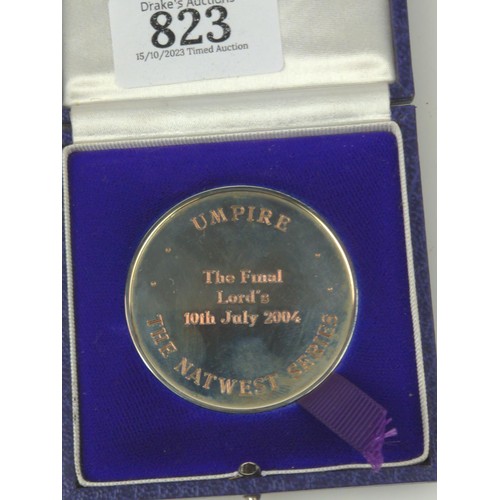 Drake's Auctions
823
15/10/2023 Timed Auction
UMPIRE
The Final
Lord's
10th July 2004
THE NATWEST SERIES